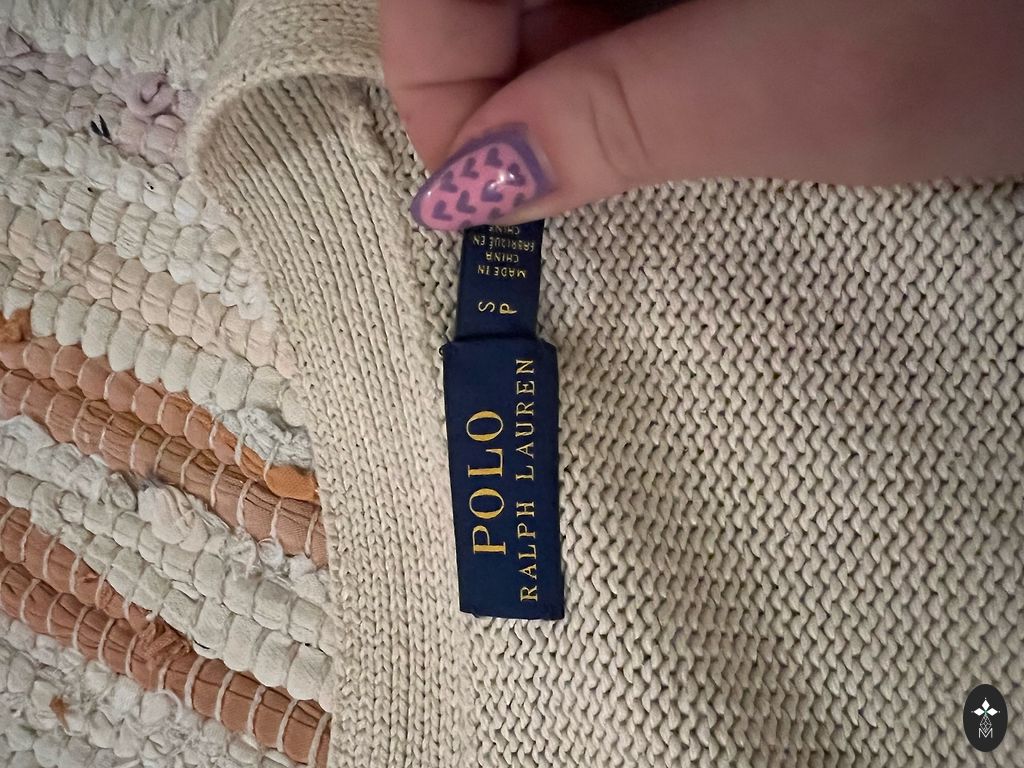 POLO
RALPH LAUREN
S
P
MADE IN
CHINA
FABRIQUÉ EN
CHINE
M